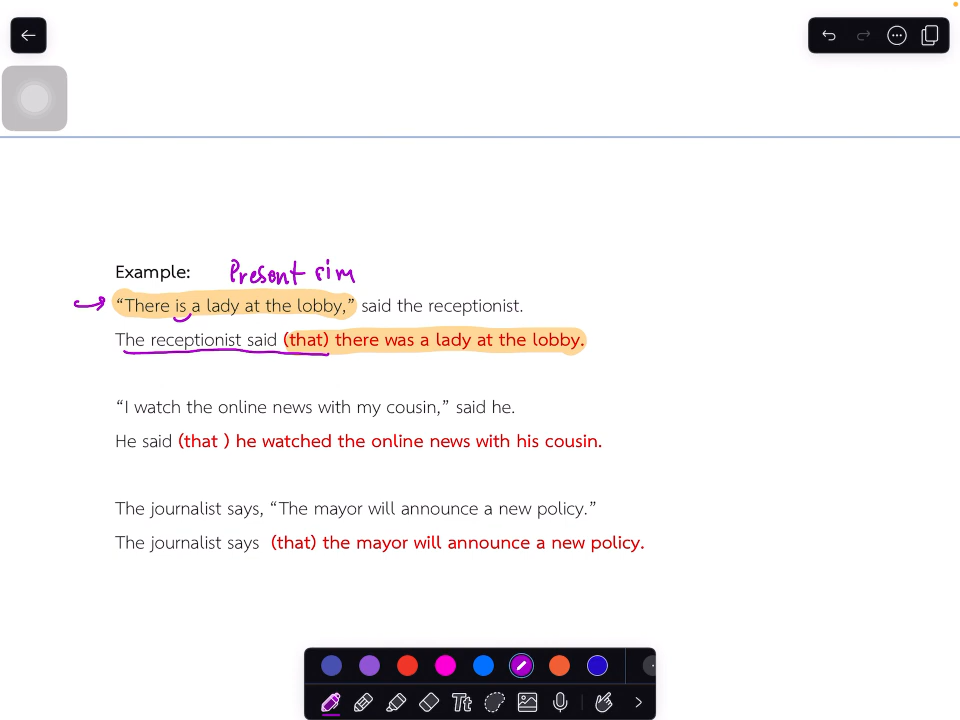 Example: Present sim
“There is a lady at the lobby,” said the receptionist.
The receptionist said (that) there was a lady at the lobby.
“I watch the online news with my cousin,” said he.
He said (that ) he watched the online news with his cousin.
The journalist says, “The mayor will announce a new policy.”
The journalist says (that) the mayor will announce a new policy.
Tt